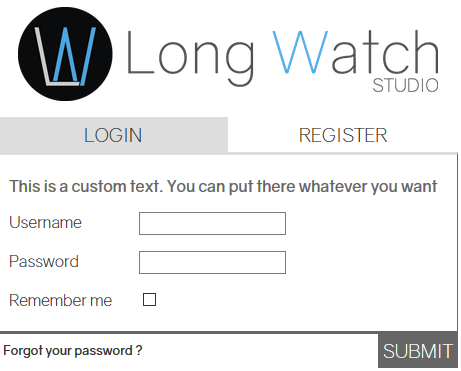 Long Watch
STUDIO
LOGIN REGISTER
This is a custom text. You can put there whatever you want
Username
Password
Remember me
Forgot your password ? SUBMIT